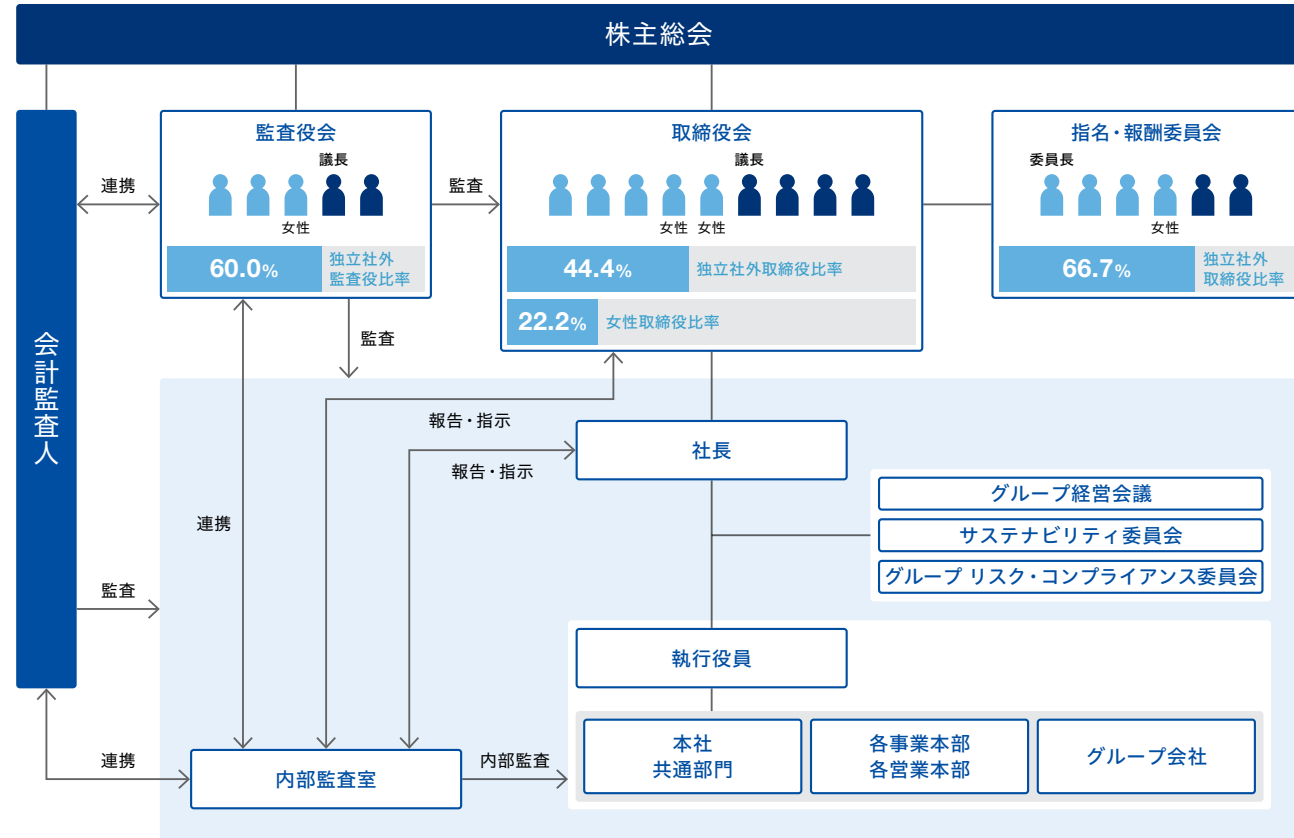 株主総会
会計監査人
連携
監査役会
議長
女性
60.0%
独立社外
監査役比率
監査
取締役会
議長
女性 女性
44.4%
独立社外取締役比率
22.2%
女性取締役比率
指名・報酬委員会
委員長
女性
66.7%
独立社外
取締役比率
監査
報告・指示
社長
報告・指示
連携
グループ経営会議
サステナビリティ委員会
グループ リスク・コンプライアンス委員会
監査
執行役員
連携
内部監査室
内部監査
本社
共通部門
各事業本部
各営業本部
グループ会社